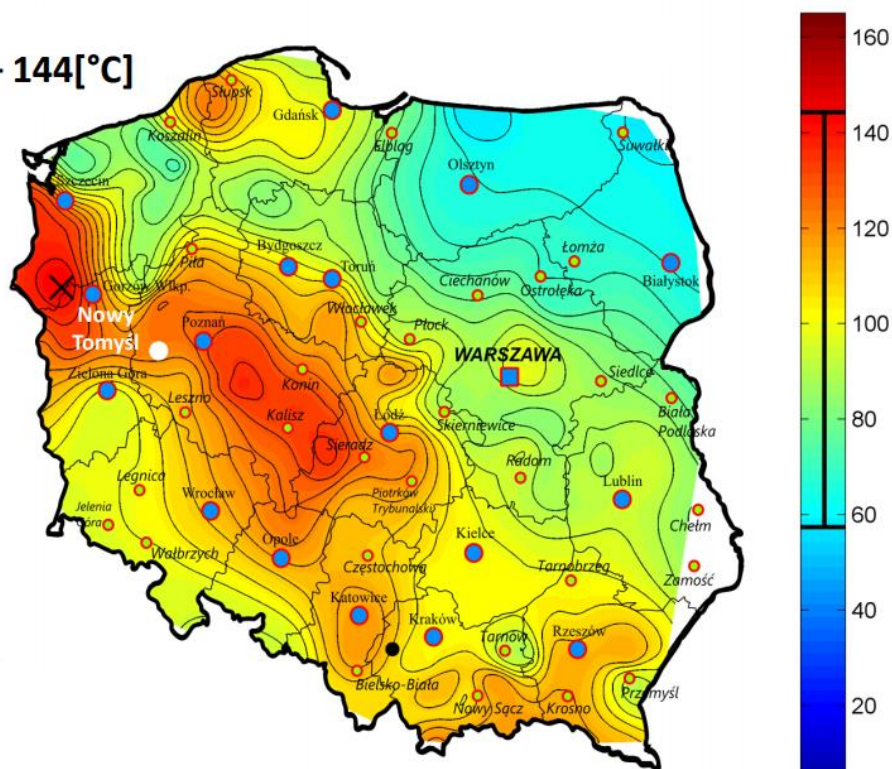 - 144[°C]
Słupsk
Koszalin
Gdańsk
Elbląg
Suwałki
Olsztyn
Szczecin
Łomża
Bydgoszcz
Piła
Toruń
Ciechanów
Ostrołęka
Białystok
Gorzów Wlkp.
Włacławek
Nowy
Tomyśl
Poznań
Płock
WARSZAWA
Zielona Góra
Konin
Siedlce
Leszno
Kalisz
Łódź
Skierniewice
Biała
Podlaska
Sieradz
Radom
Legnica
Wrocław
Piotrków
Trybunalski
Lublin
Jelenia
Góra
Chełm
Wałbrzych
Opole
Częstochowa
Kielce
Tarnobrzeg
Zamość
Katowice
Kraków
Tarnów
Rzeszów
Bielsko-Biała
Nowy Sącz
Krosno
Przemyśl
160
140
120
100
80
60
40
20